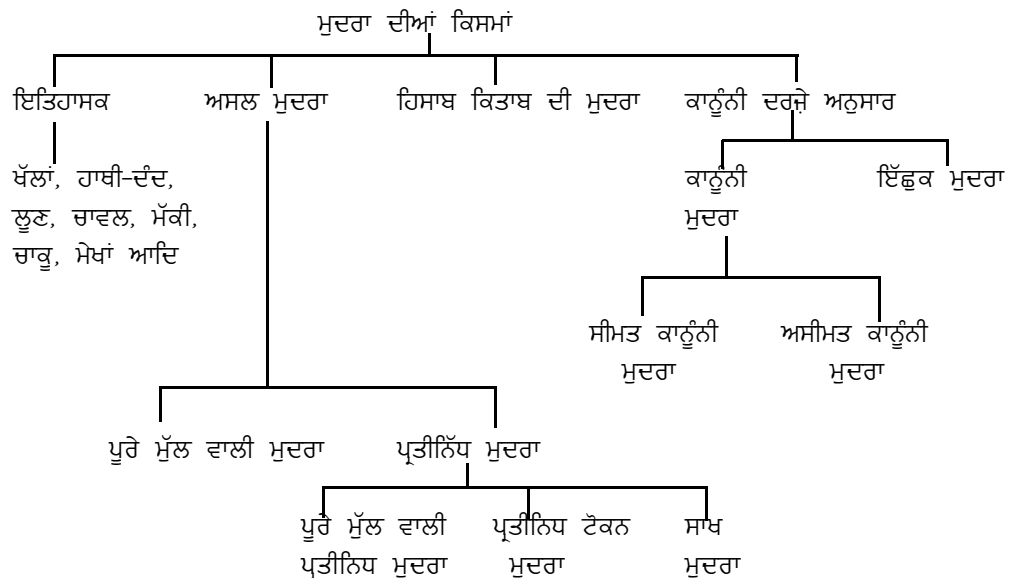 ਮੁਦਰਾ ਦੀਆਂ ਕਿਸਮਾਂ
ਇਤਿਹਾਸਕ ਅਸਲ ਮੁਦਰਾ ਹਿਸਾਬ ਕਿਤਾਬ ਦੀ ਮੁਦਰਾ ਕਾਨੂੰਨੀ ਦਰਜ਼ੇ ਅਨੁਸਾਰ
ਖੱਲਾਂ, ਹਾਥੀ-ਦੰਦ, ਕਾਨੂੰਨੀ ਇੱਛੁਕ ਮੁਦਰਾ
ਲੂਣ, ਚਾਵਲ, ਮੱਕੀ, ਮੁਦਰਾ
ਚਾਕੂ, ਮੇਖਾਂ ਆਦਿ
ਸੀਮਤ ਕਾਨੂੰਨੀ ਅਸੀਮਤ ਕਾਨੂੰਨੀ
ਮੁਦਰਾ ਮੁਦਰਾ
ਪੂਰੇ ਮੁੱਲ ਵਾਲੀ ਮੁਦਰਾ ਪ੍ਰਤੀਨਿੱਧ ਮੁਦਰਾ
ਪੂਰੇ ਮੁੱਲ ਵਾਲੀ ਪ੍ਰਤੀਨਿਧ ਟੋਕਨ ਸਾਖ
ਪ੍ਰਤੀਨਿਧ ਮੁਦਰਾ ਮੁਦਰਾ ਮੁਦਰਾ